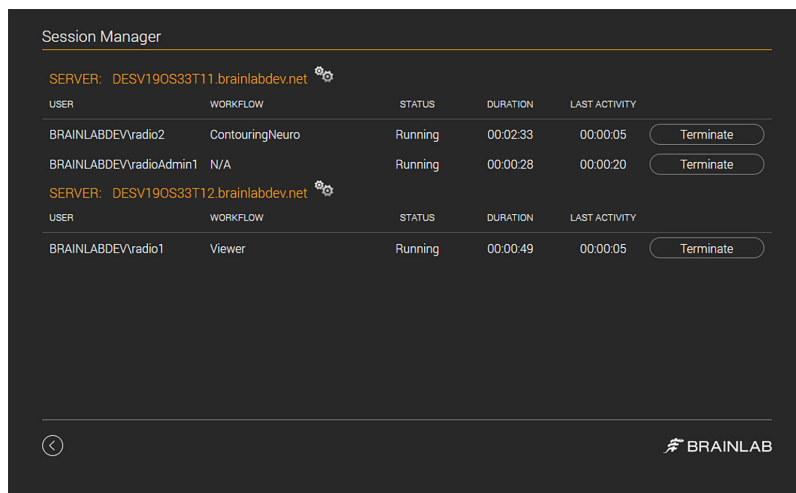 Session Manager
SERVER: DESV19OS33T11.brainlabdev.net
USER WORKFLOW STATUS DURATION LAST ACTIVITY
BRAINLABDEV\radio2 ContouringNeuro Running 00:02:33 00:00:05 Terminate
BRAINLABDEV\radioAdmin1 N/A Running 00:00:28 00:00:20 Terminate
SERVER: DESV19OS33T12.brainlabdev.net
USER WORKFLOW STATUS DURATION LAST ACTIVITY
BRAINLABDEV\radio1 Viewer Running 00:00:49 00:00:05 Terminate
BRAINLAB